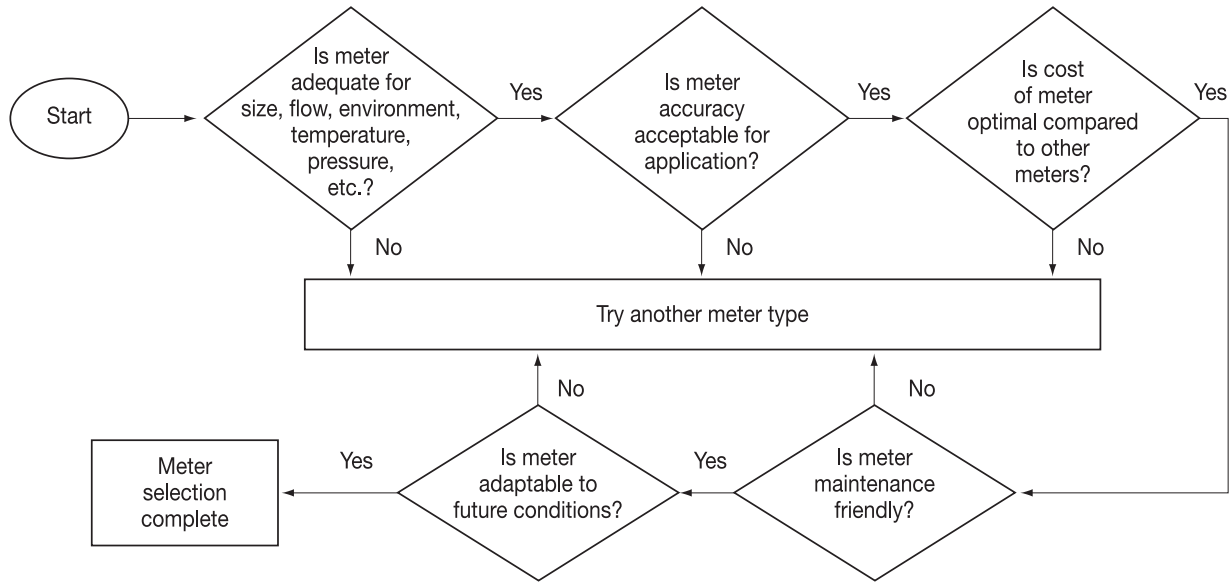 Start
Is meter
adequate for
size, flow, environment,
temperature,
pressure,
etc.?
Yes
Is meter
accuracy
acceptable for
application?
Yes
Is cost
of meter
optimal compared
to other
meters?
Yes
No
No
No
Try another meter type
No
No
Meter
selection
complete
Yes
Is meter
adaptable to
future conditions?
Yes
Is meter
maintenance
friendly?